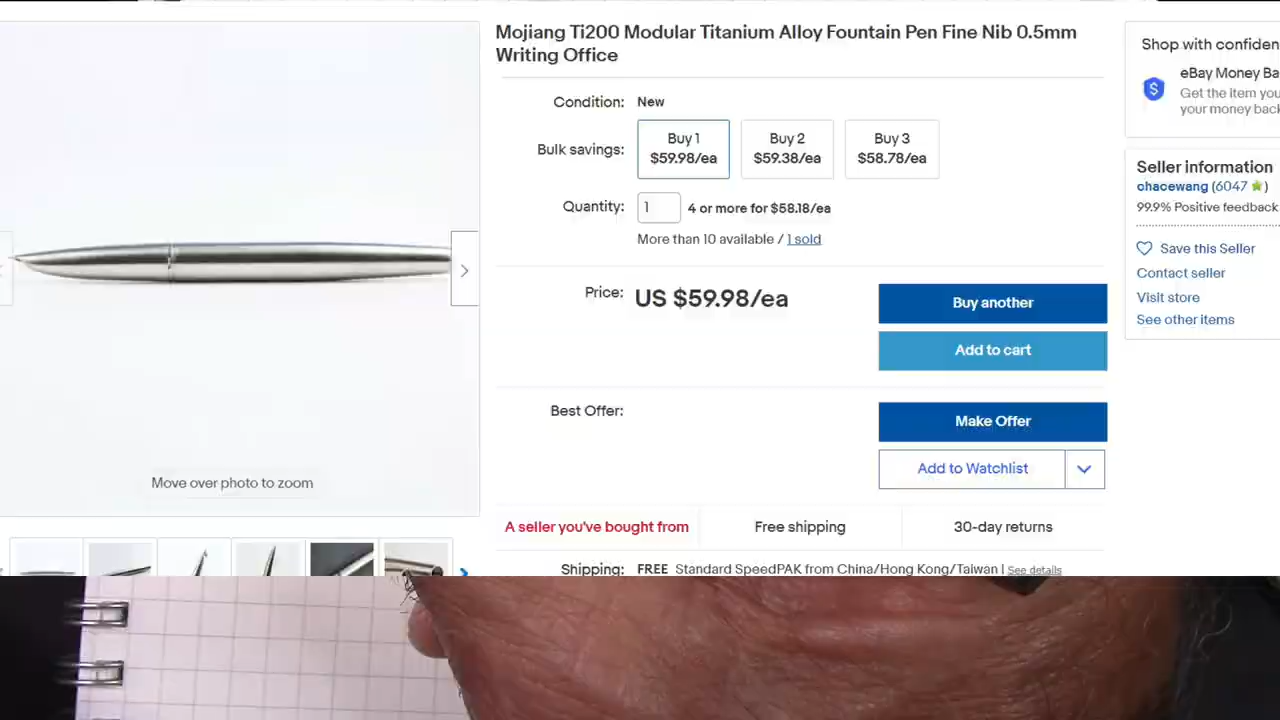 Mojiang Ti200 Modular Titanium Alloy Fountain Pen Fine Nib 0.5mm
Writing Office
Condition: New
Bulk savings:
Buy 1
$59.98/ea
Buy 2
$59.38/ea
Buy 3
$58.78/ea
Quantity: 1 4 or more for $58.18/ea
More than 10 available / 1 sold
Price: US $59.98/ea
Buy another
Add to cart
Best Offer:
Make Offer
Add to Watchlist
A seller you've bought from
Free shipping
30-day returns
Shipping: FREE Standard SpeedPAK from China/Hong Kong/Taiwan | See details
Move over photo to zoom
Shop with confiden
eBay Money Ba
Get the item you
your money back
Seller information
chacewang (6047)
99.9% Positive feedback
Save this Seller
Contact seller
Visit store
See other items